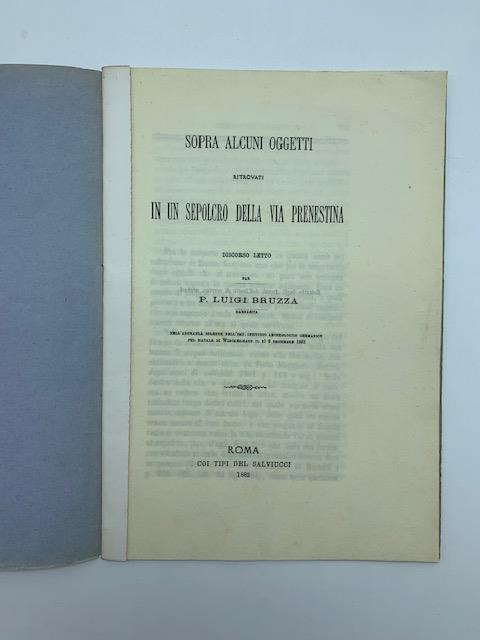 SOPRA ALCUNI OGGETTI
RITROVATI
IN UN SEPOLCRO DELLA VIA PRENESTINA
DISCORSO LETTO
DAL
P. LUIGI BRUZZA
BARNABITA
NELL'ADUNANZA SOLENNE DELL'IMP. INSTITUTO ARCHEOLOGICO GERMANICO
PEL NATALE DI WINCKELMANN IL DÌ 9 DECEMBRE 1881
ROMA
COI TIPI DEL SALVIUCCI
1882